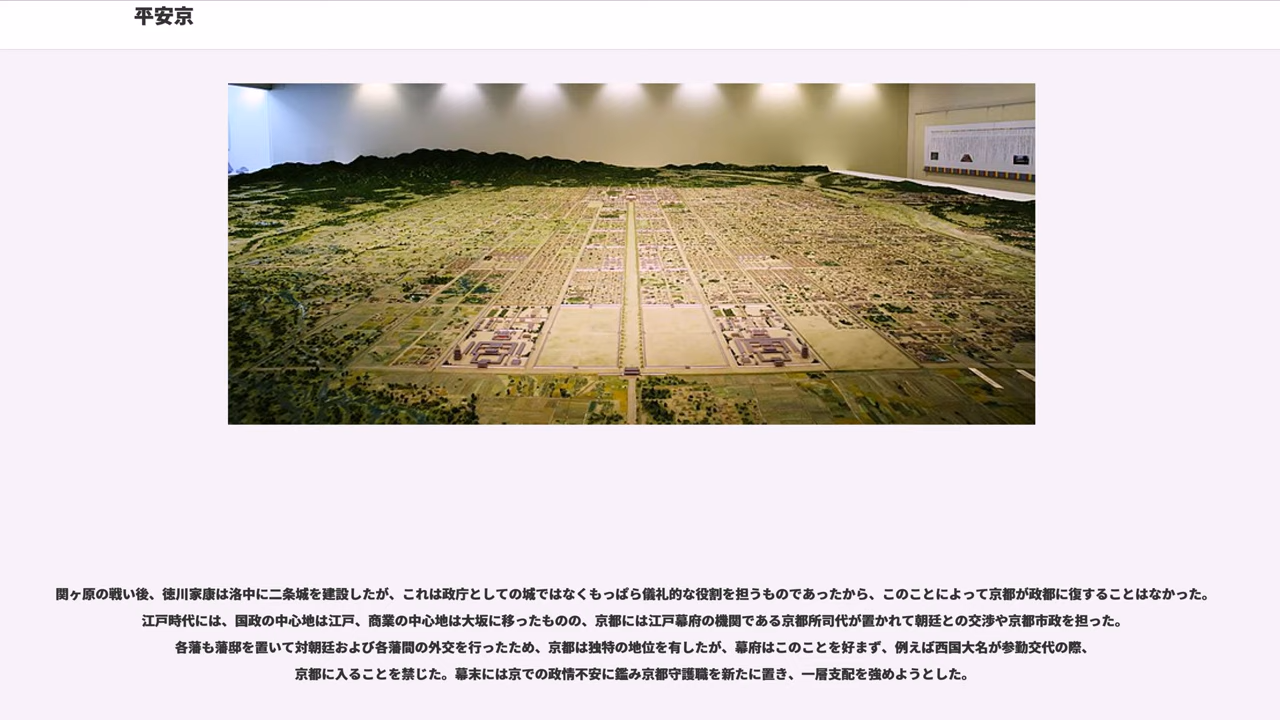 平安京
関ヶ原の戦い後、徳川家康は洛中に二条城を建設したが、これは政庁としての城ではなくもっぱら儀礼的な役割を担うものであったから、このことによって京都が政都に復することはなかった。
江戸時代には、国政の中心地は江戸、商業の中心地は大坂に移ったものの、京都には江戸幕府の機関である京都所司代が置かれて朝廷との交渉や京都市政を担った。
各藩も藩邸を置いて対朝廷および各藩間の外交を行ったため、京都は独特の地位を有したが、幕府はこのことを好まず、例えば西国大名が参勤交代の際、
京都に入ることを禁じた。幕末には京での政情不安に鑑み京都守護職を新たに置き、一層支配を強めようとした。